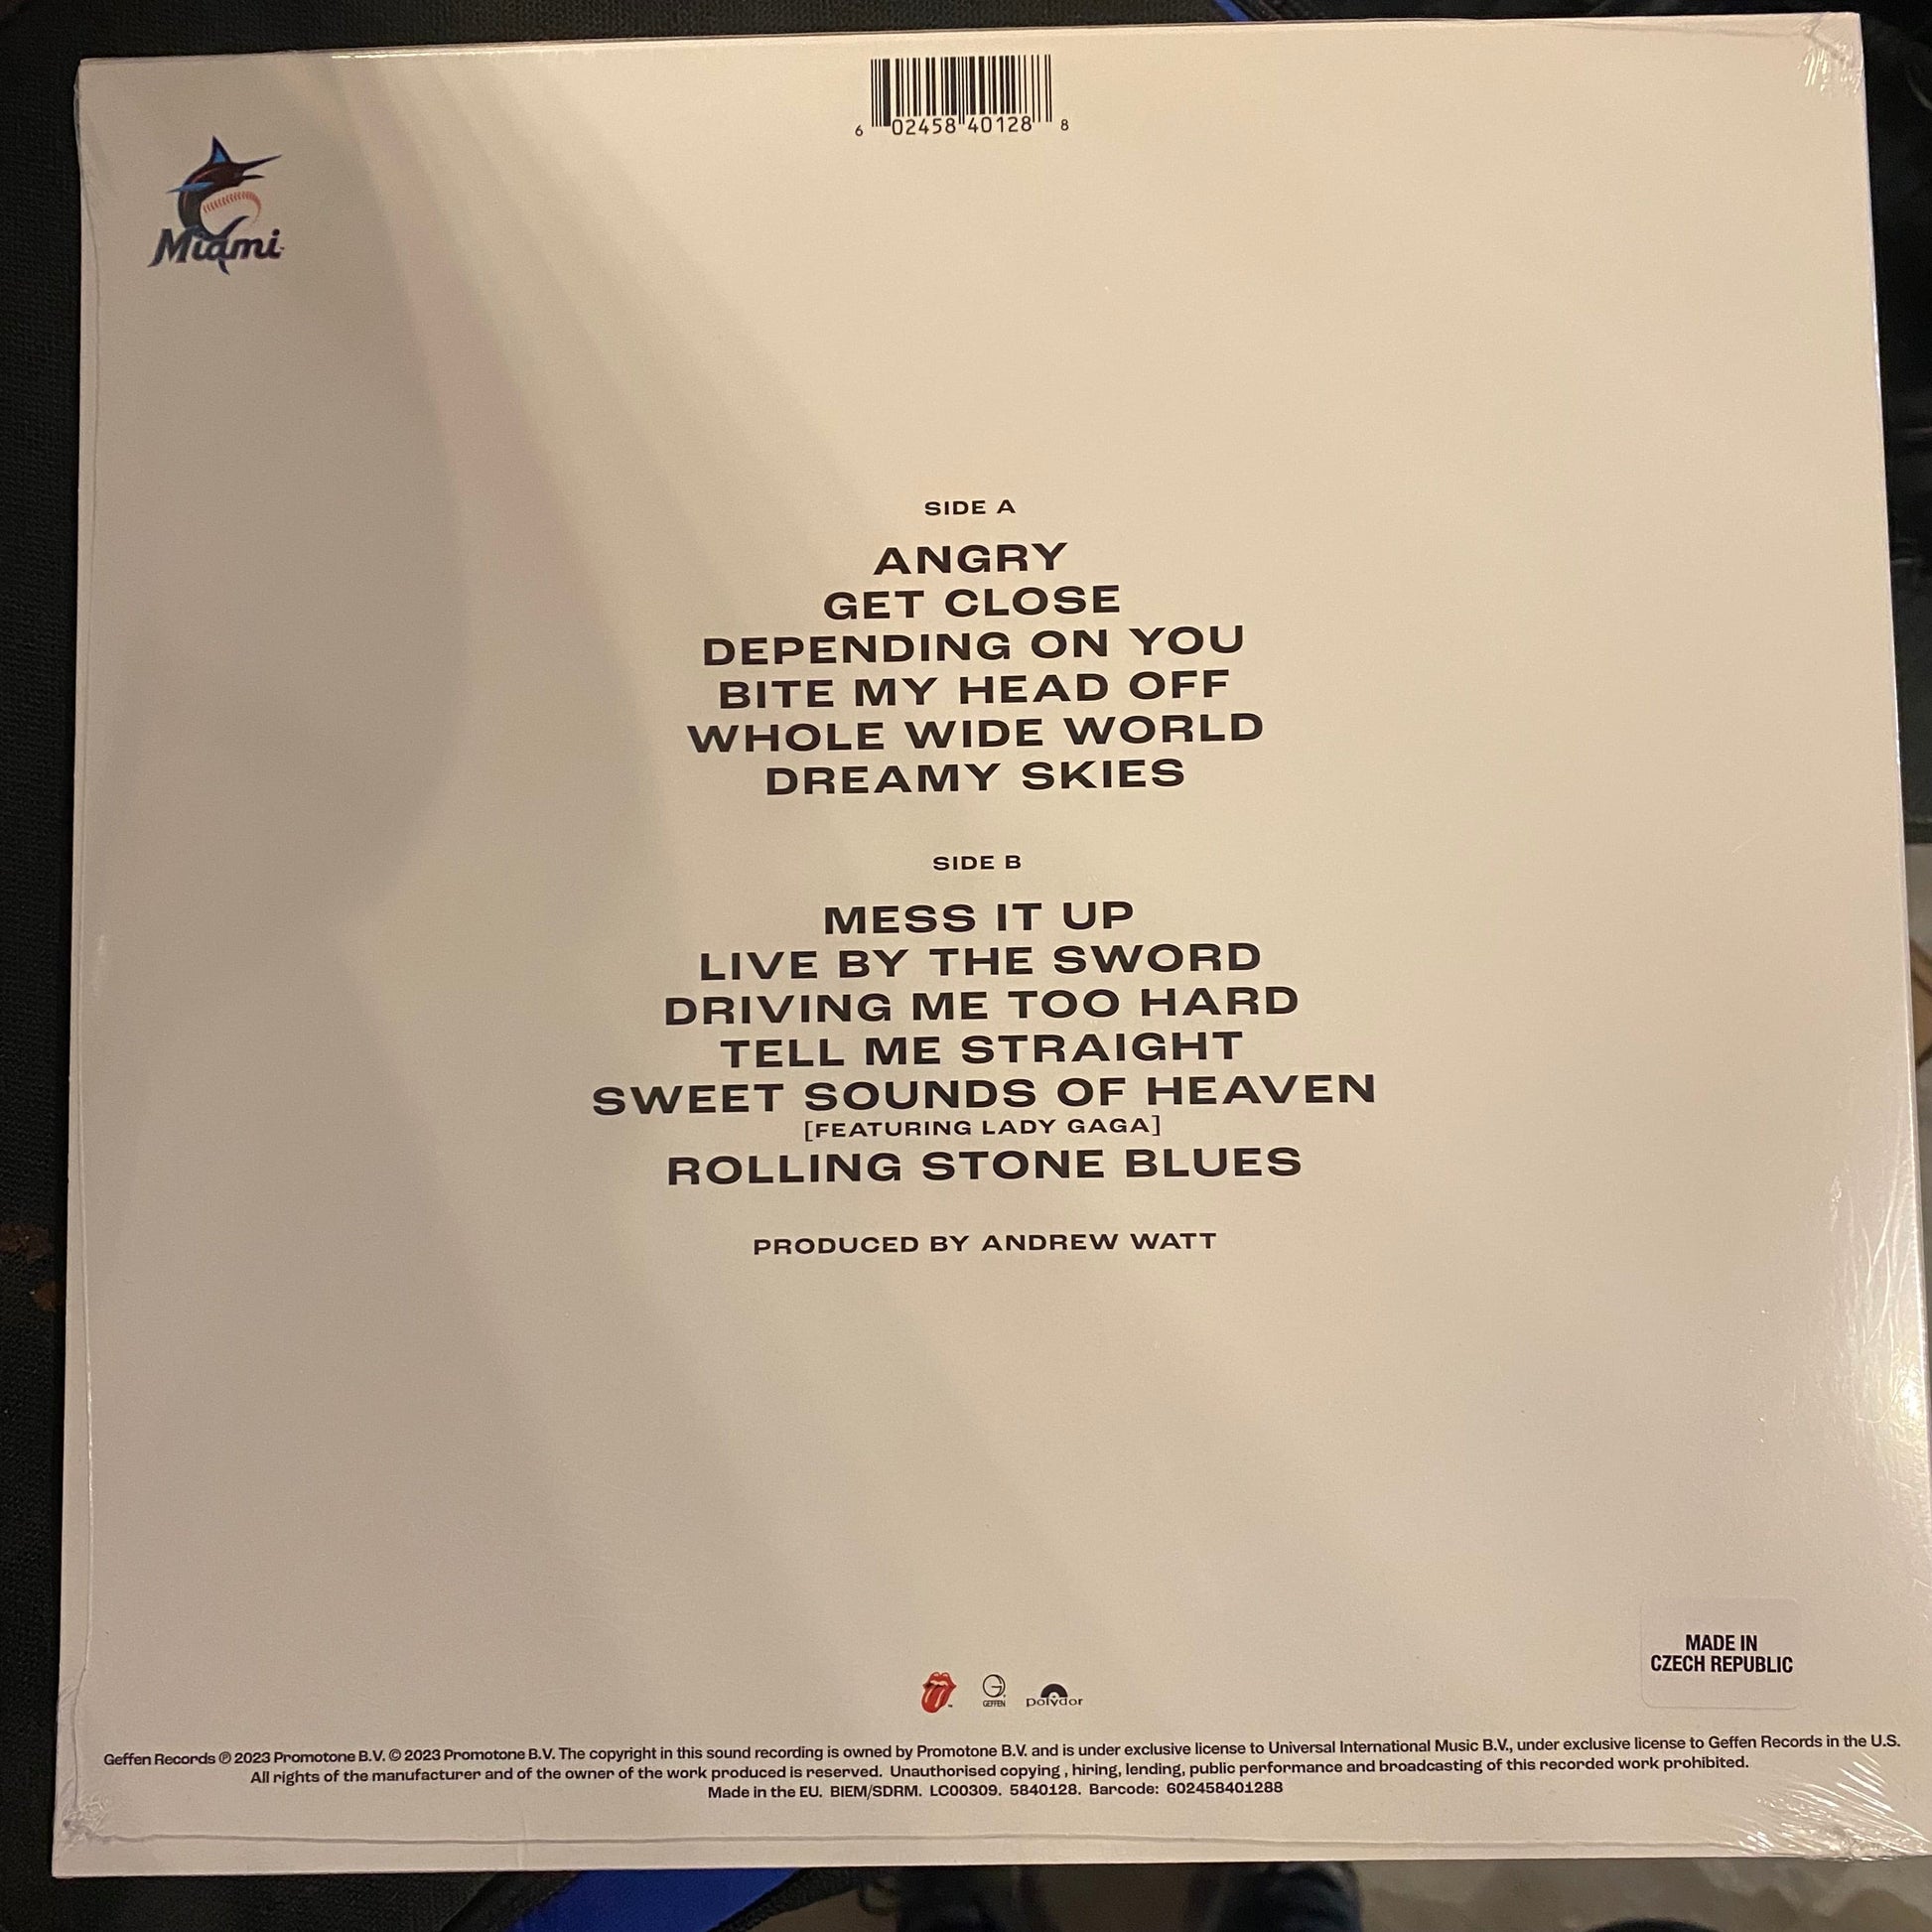 6 02458 40128 8
Miami
SIDE A
ANGRY
GET CLOSE
DEPENDING ON YOU
BITE MY HEAD OFF
WHOLE WIDE WORLD
DREAMY SKIES
SIDE B
MESS IT UP
LIVE BY THE SWORD
DRIVING ME TOO HARD
TELL ME STRAIGHT
SWEET SOUNDS OF HEAVEN
[FEATURING LADY GAGA]
ROLLING STONE BLUES
PRODUCED BY ANDREW WATT
MADE IN
CZECH REPUBLIC
GEFFEN
polydor
Geffen Records ℗ 2023 Promotone B.V. © 2023 Promotone B.V. The copyright in this sound recording is owned by Promotone B.V. and is under exclusive license to Universal International Music B.V., under exclusive license to Geffen Records in the U.S.
All rights of the manufacturer and of the owner of the work produced is reserved. Unauthorised copying , hiring, lending, public performance and broadcasting of this recorded work prohibited.
Made in the EU. BIEM/SDRM. LC00309. 5840128. Barcode: 602458401288